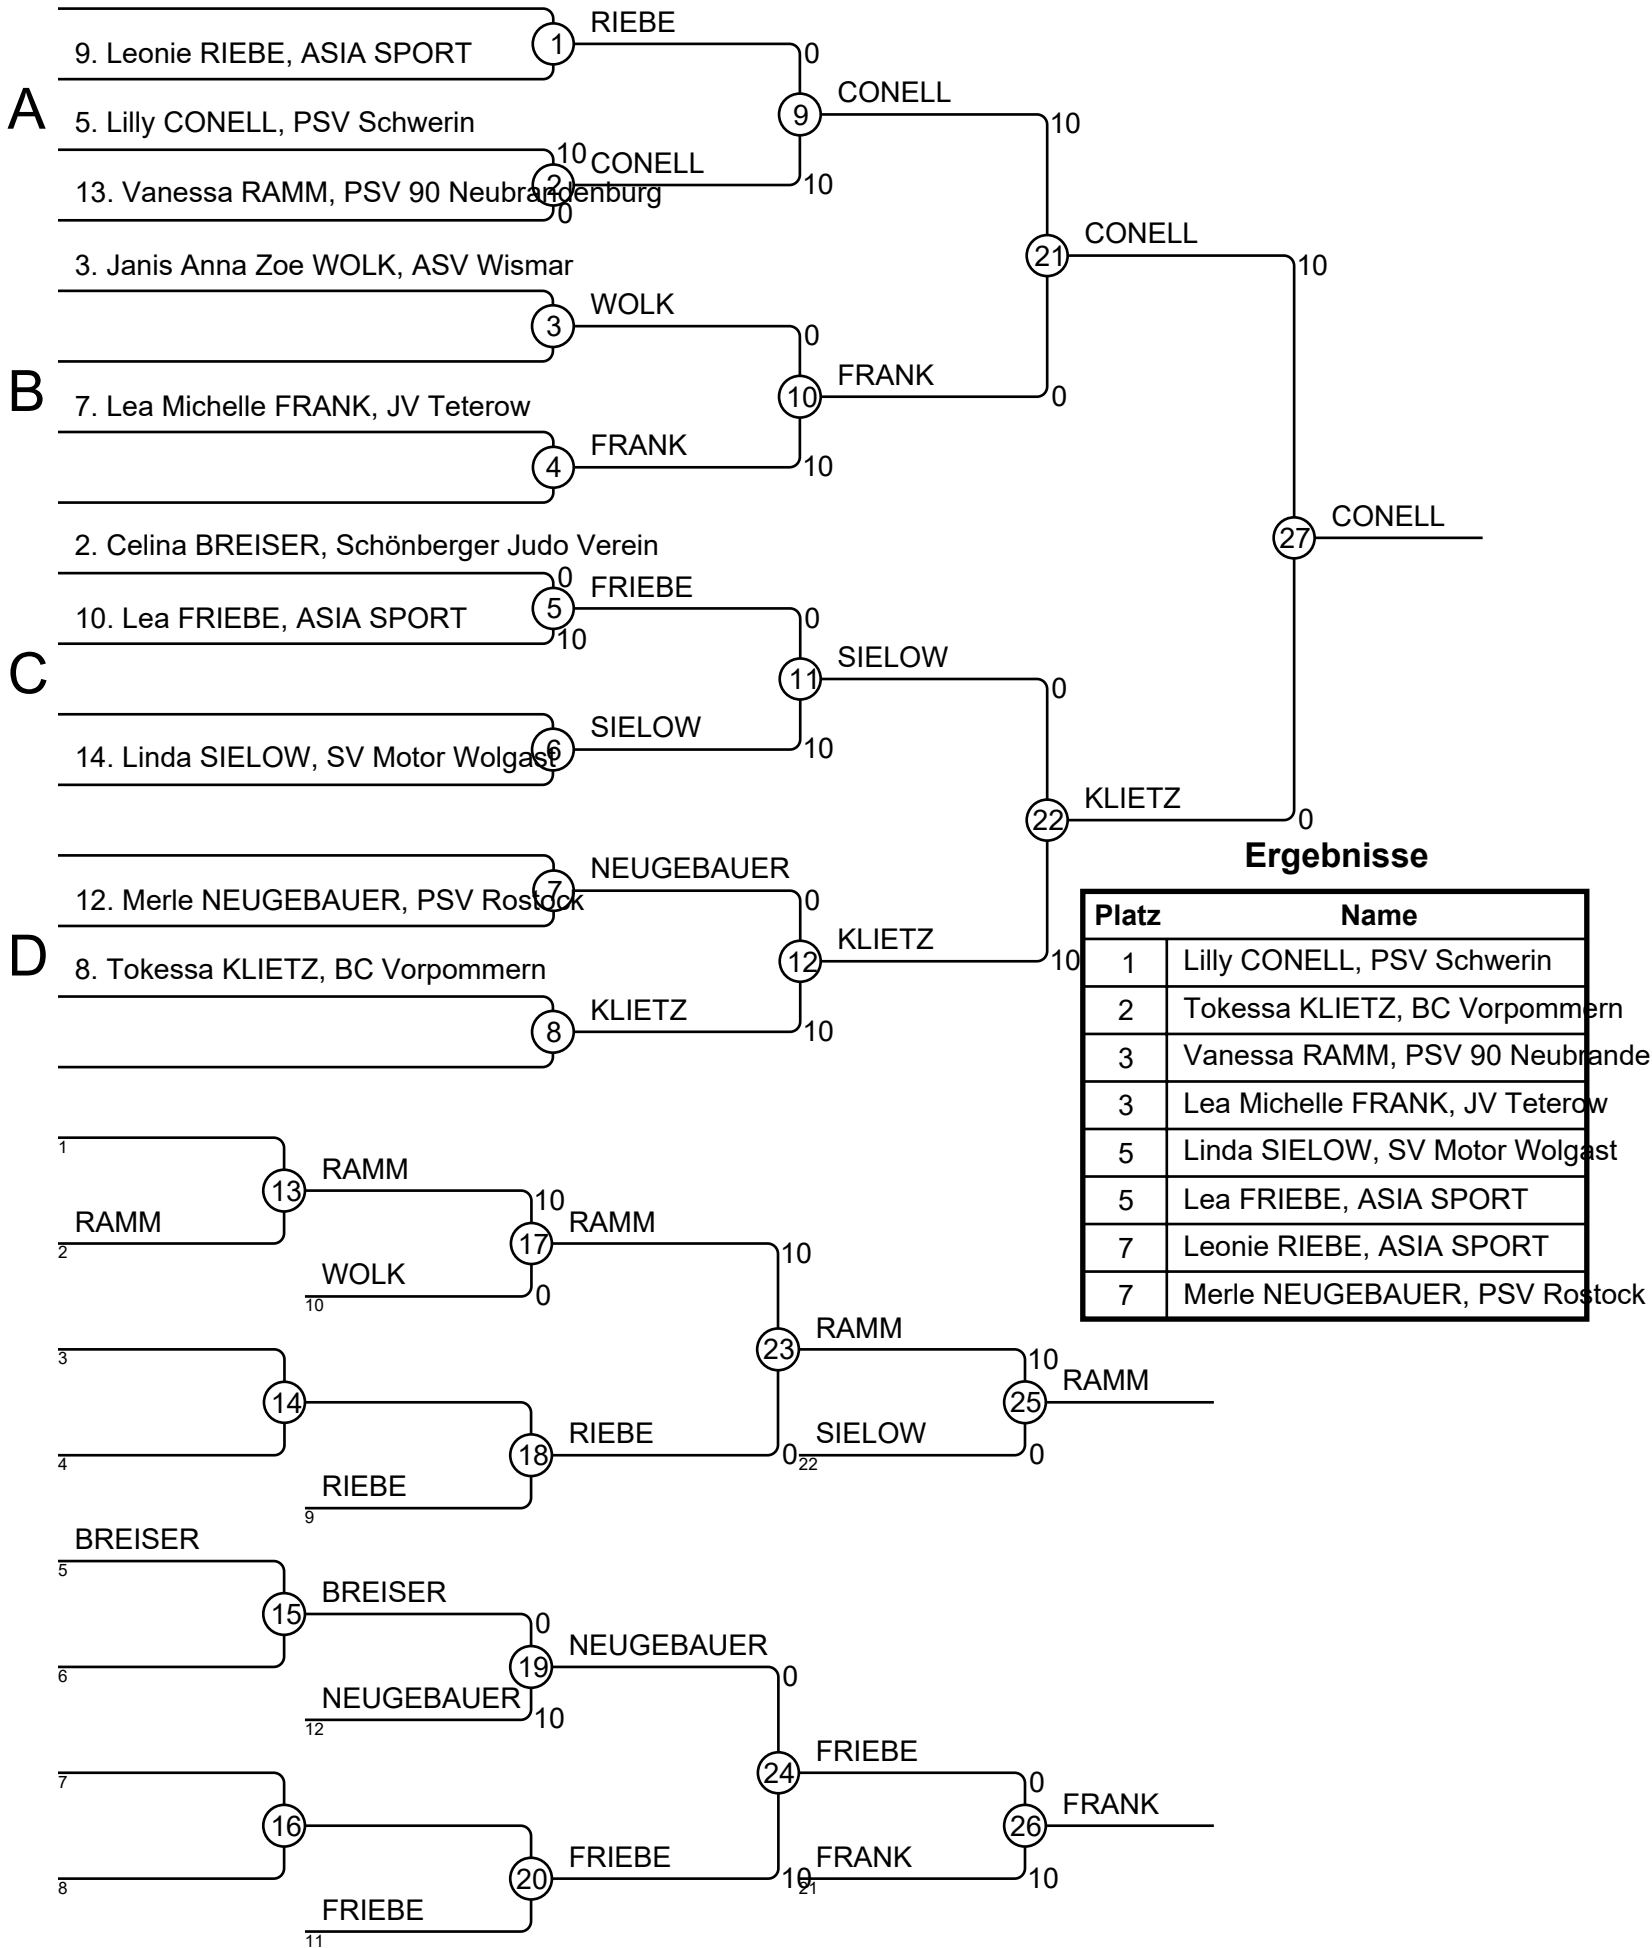 RIEBE
9. Leonie RIEBE, ASIA SPORT
1
0
A
CONELL
9
10
5. Lilly CONELL, PSV Schwerin
10
CONELL
2
10
13. Vanessa RAMM, PSV 90 Neubrandenburg
0
CONELL
21
10
3. Janis Anna Zoe WOLK, ASV Wismar
WOLK
3
0
B
FRANK
10
0
7. Lea Michelle FRANK, JV Teterow
FRANK
4
10
CONELL
27
2. Celina BREISER, Schönberger Judo Verein
0
FRIEBE
5
0
10. Lea FRIEBE, ASIA SPORT
10
C
SIELOW
11
0
SIELOW
6
10
14. Linda SIELOW, SV Motor Wolgast
KLIETZ
22
0
NEUGEBAUER
7
0
12. Merle NEUGEBAUER, PSV Rostock
D
KLIETZ
12
10
8. Tokessa KLIETZ, BC Vorpommern
KLIETZ
8
10
Ergebnisse
Platz Name
1 Lilly CONELL, PSV Schwerin
2 Tokessa KLIETZ, BC Vorpommern
3 Vanessa RAMM, PSV 90 Neubrande
3 Lea Michelle FRANK, JV Teterow
5 Linda SIELOW, SV Motor Wolgast
5 Lea FRIEBE, ASIA SPORT
7 Leonie RIEBE, ASIA SPORT
7 Merle NEUGEBAUER, PSV Rostock
1
RAMM
13
10
RAMM
2
RAMM
17
10
WOLK
10
0
3
RAMM
23
10
14
RAMM
25
4
RIEBE
18
0
SIELOW
22
0
RIEBE
9
BREISER
5
BREISER
15
0
NEUGEBAUER
19
0
6
NEUGEBAUER
12
10
7
FRIEBE
24
0
16
FRANK
26
8
FRIEBE
20
10
FRANK
21
10
FRIEBE
11